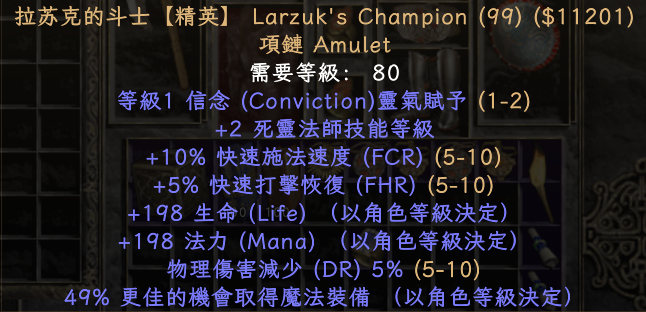 拉苏克的斗士【精英】 Larzuk's Champion (99) ($11201)
項鏈 Amulet
需要等級： 80
等級1 信念 (Conviction)靈氣賦予 (1-2)
+2 死靈法師技能等級
+10% 快速施法速度 (FCR) (5-10)
+5% 快速打擊恢復 (FHR) (5-10)
+198 生命 (Life) （以角色等級決定）
+198 法力 (Mana) （以角色等級決定）
物理傷害減少 (DR) 5% (5-10)
49% 更佳的機會取得魔法裝備 （以角色等級決定）